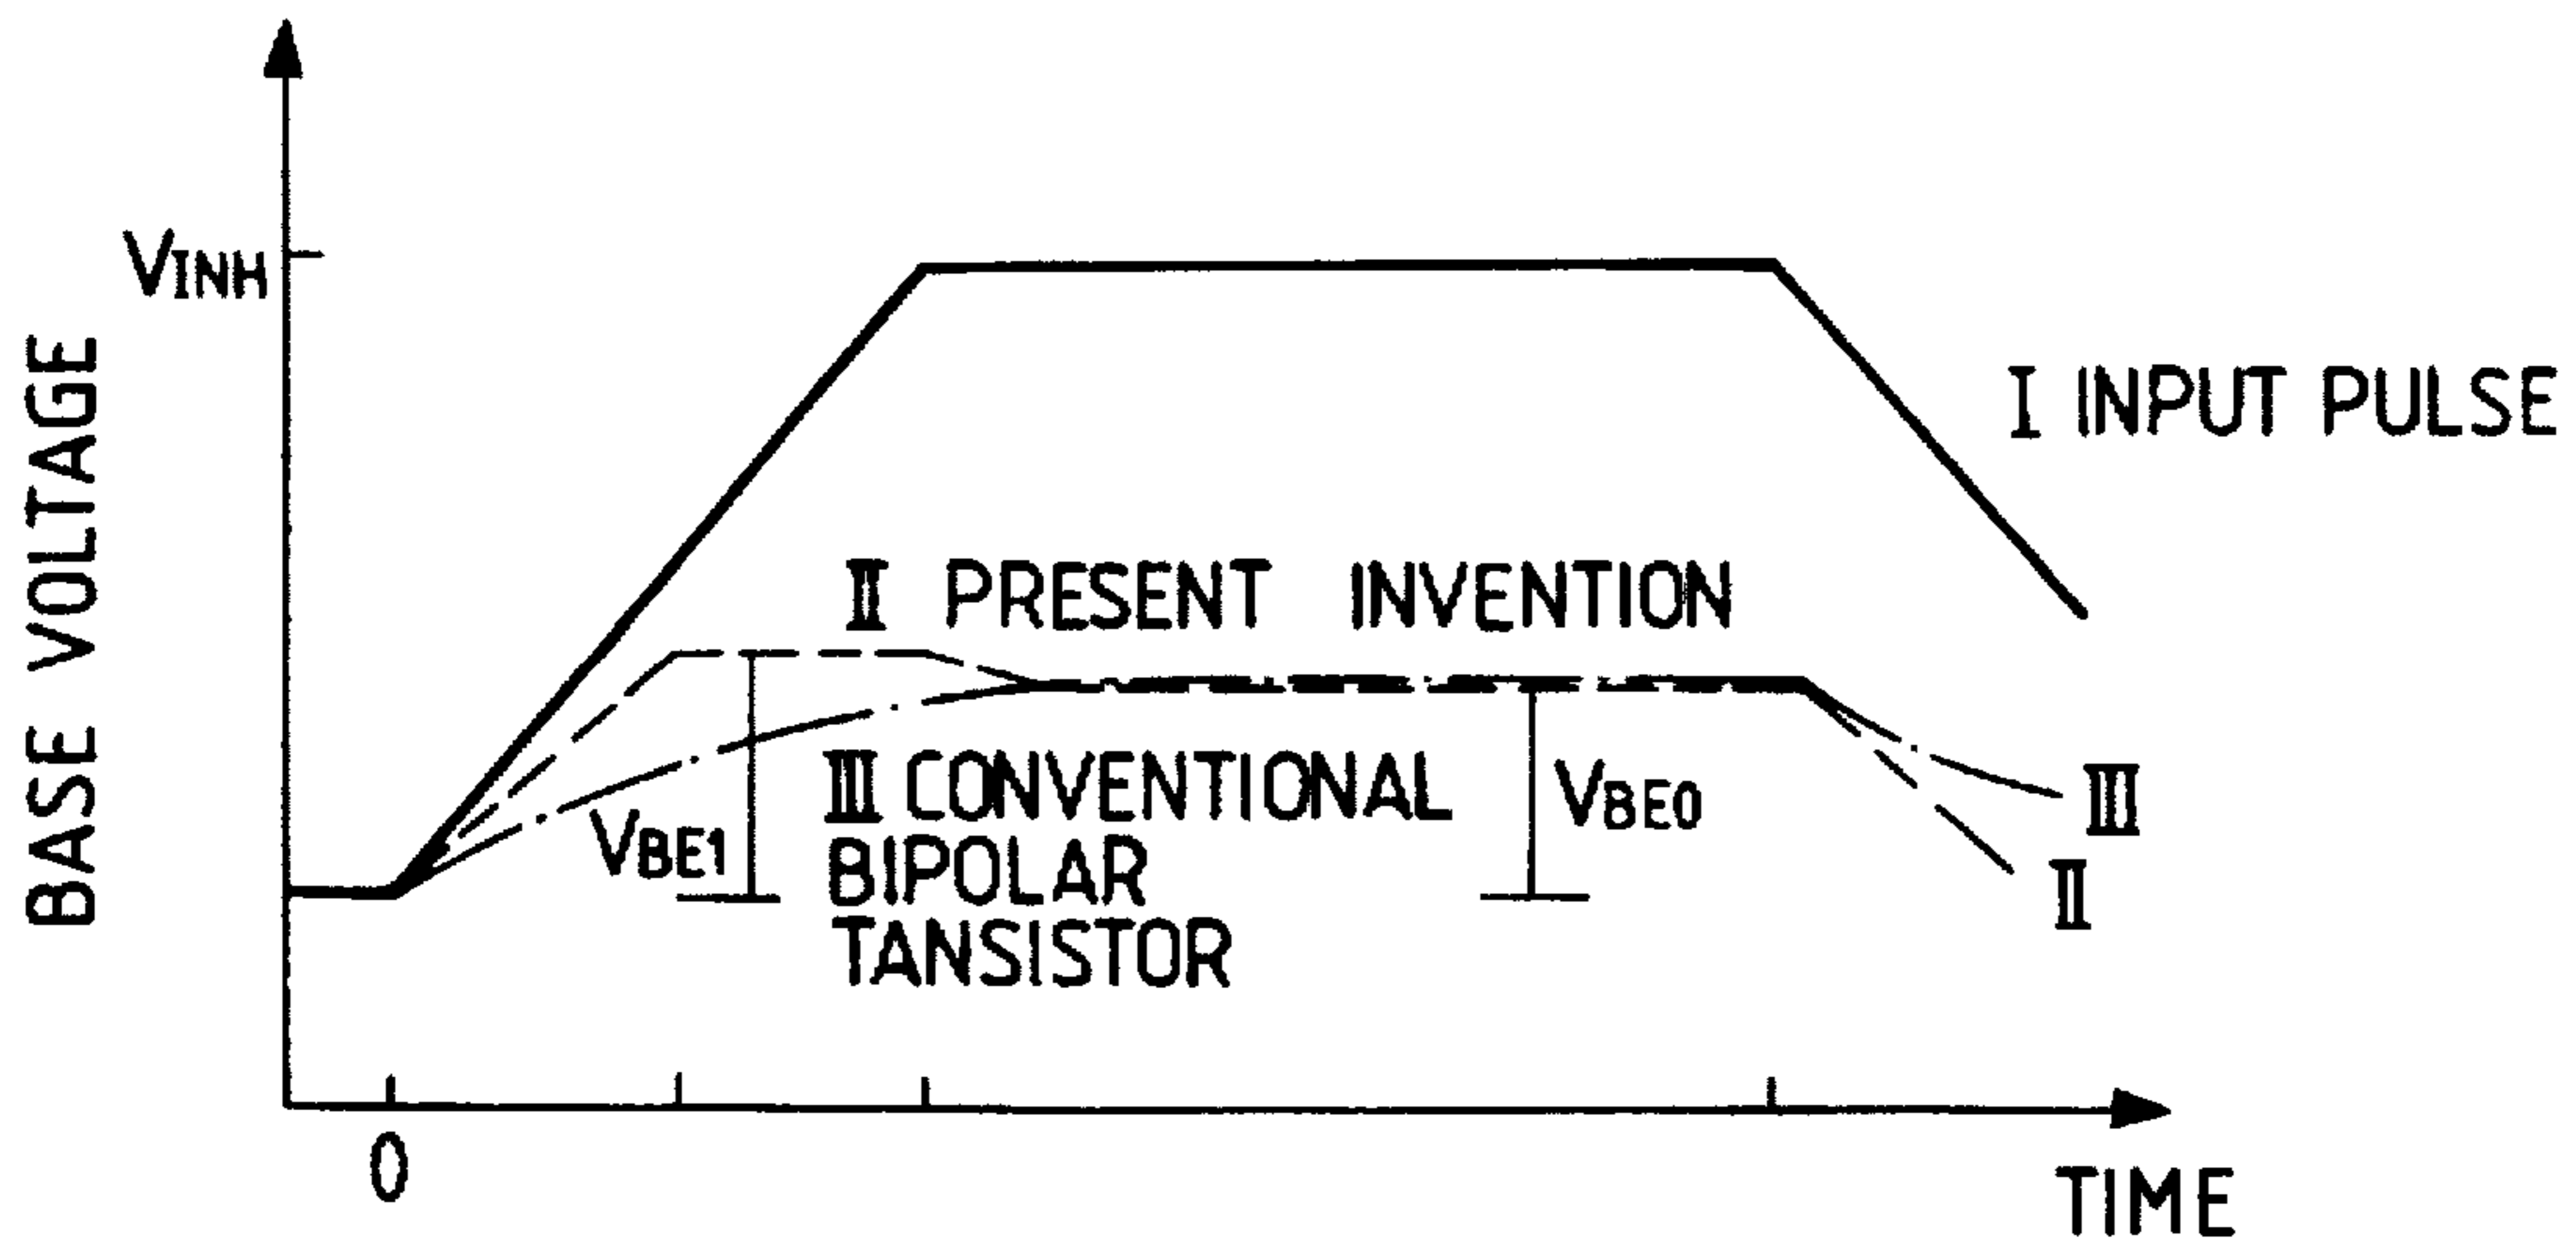 VINH
BASE VOLTAGE
I INPUT PULSE
II PRESENT INVENTION
III CONVENTIONAL
BIPOLAR
TANSISTOR
VBE1
VBE0
III
II
0
TIME